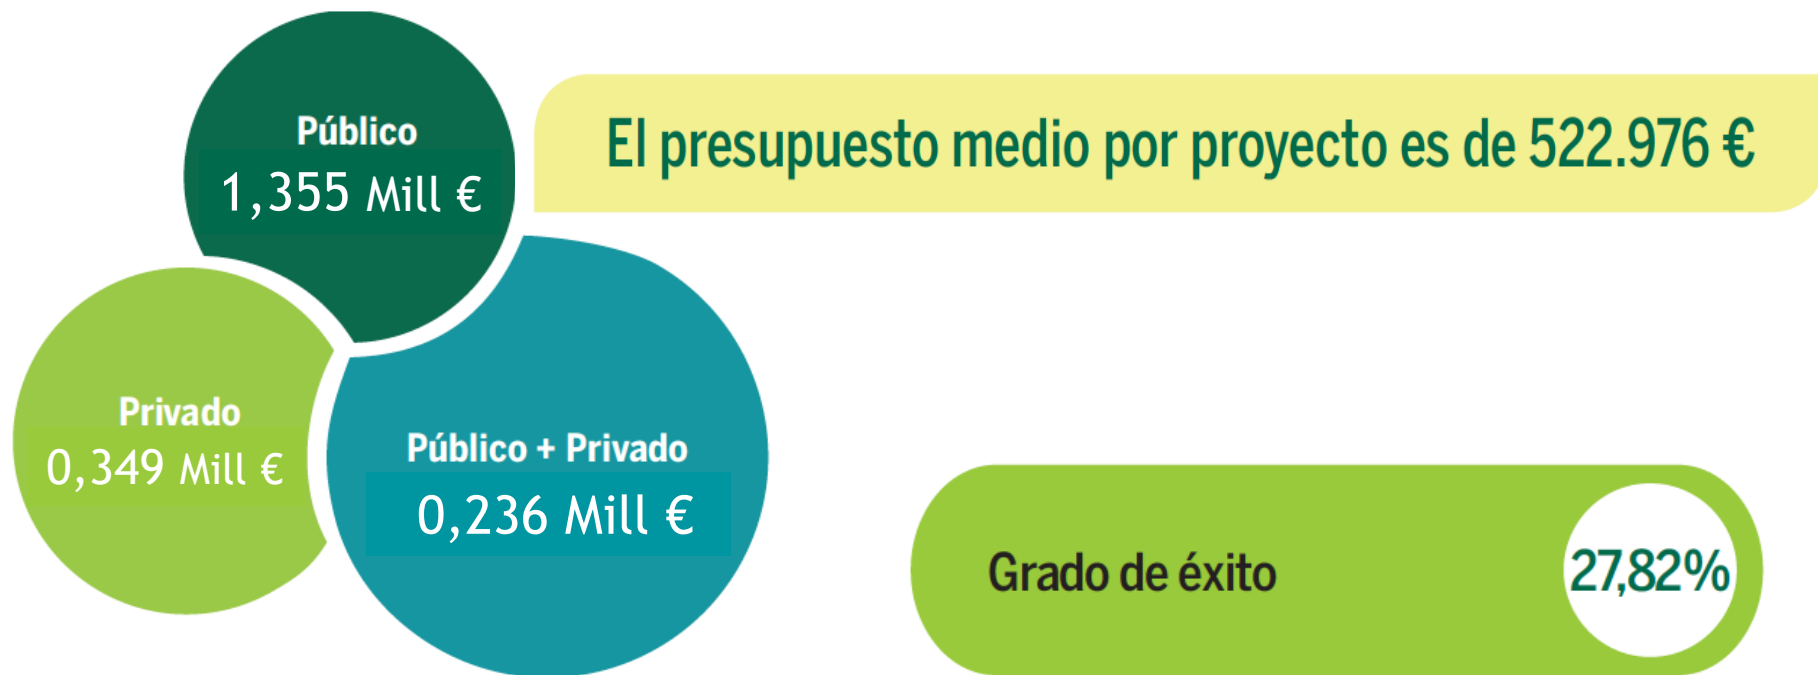 Público
1,355 Mill €
El presupuesto medio por proyecto es de 522.976 €
Privado
0,349 Mill €
Público + Privado
0,236 Mill €
Grado de éxito
27,82%